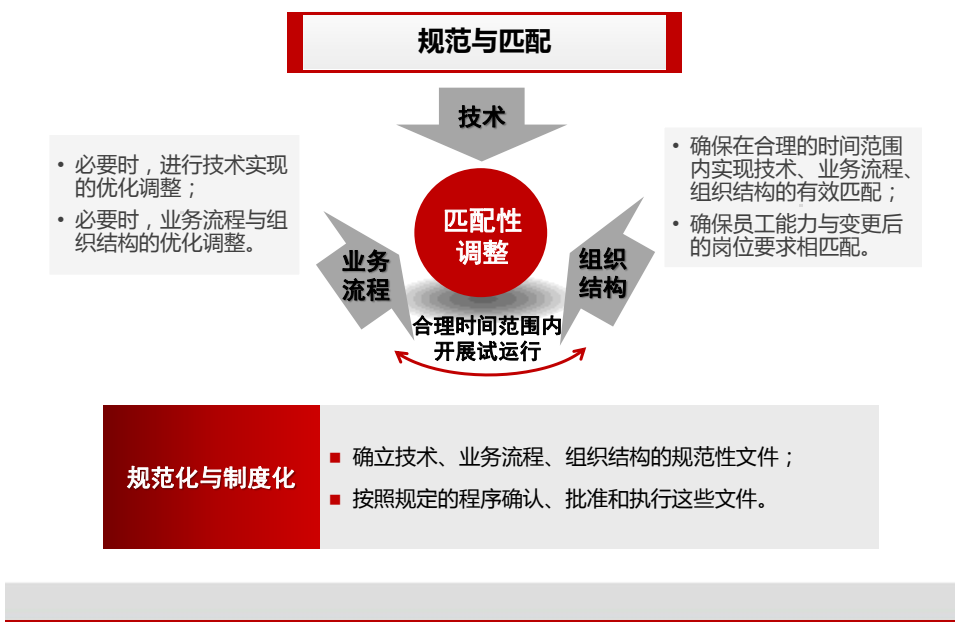 规范与匹配
技术
• 必要时，进行技术实现
的优化调整；
• 必要时，业务流程与组
织结构的优化调整。
匹配性
调整
• 确保在合理的时间范围
内实现技术、业务流程、
组织结构的有效匹配；
• 确保员工能力与变更后
的岗位要求相匹配。
业务
流程
组织
结构
合理时间范围内
开展试运行
规范化与制度化
■ 确立技术、业务流程、组织结构的规范性文件；
■ 按照规定的程序确认、批准和执行这些文件。